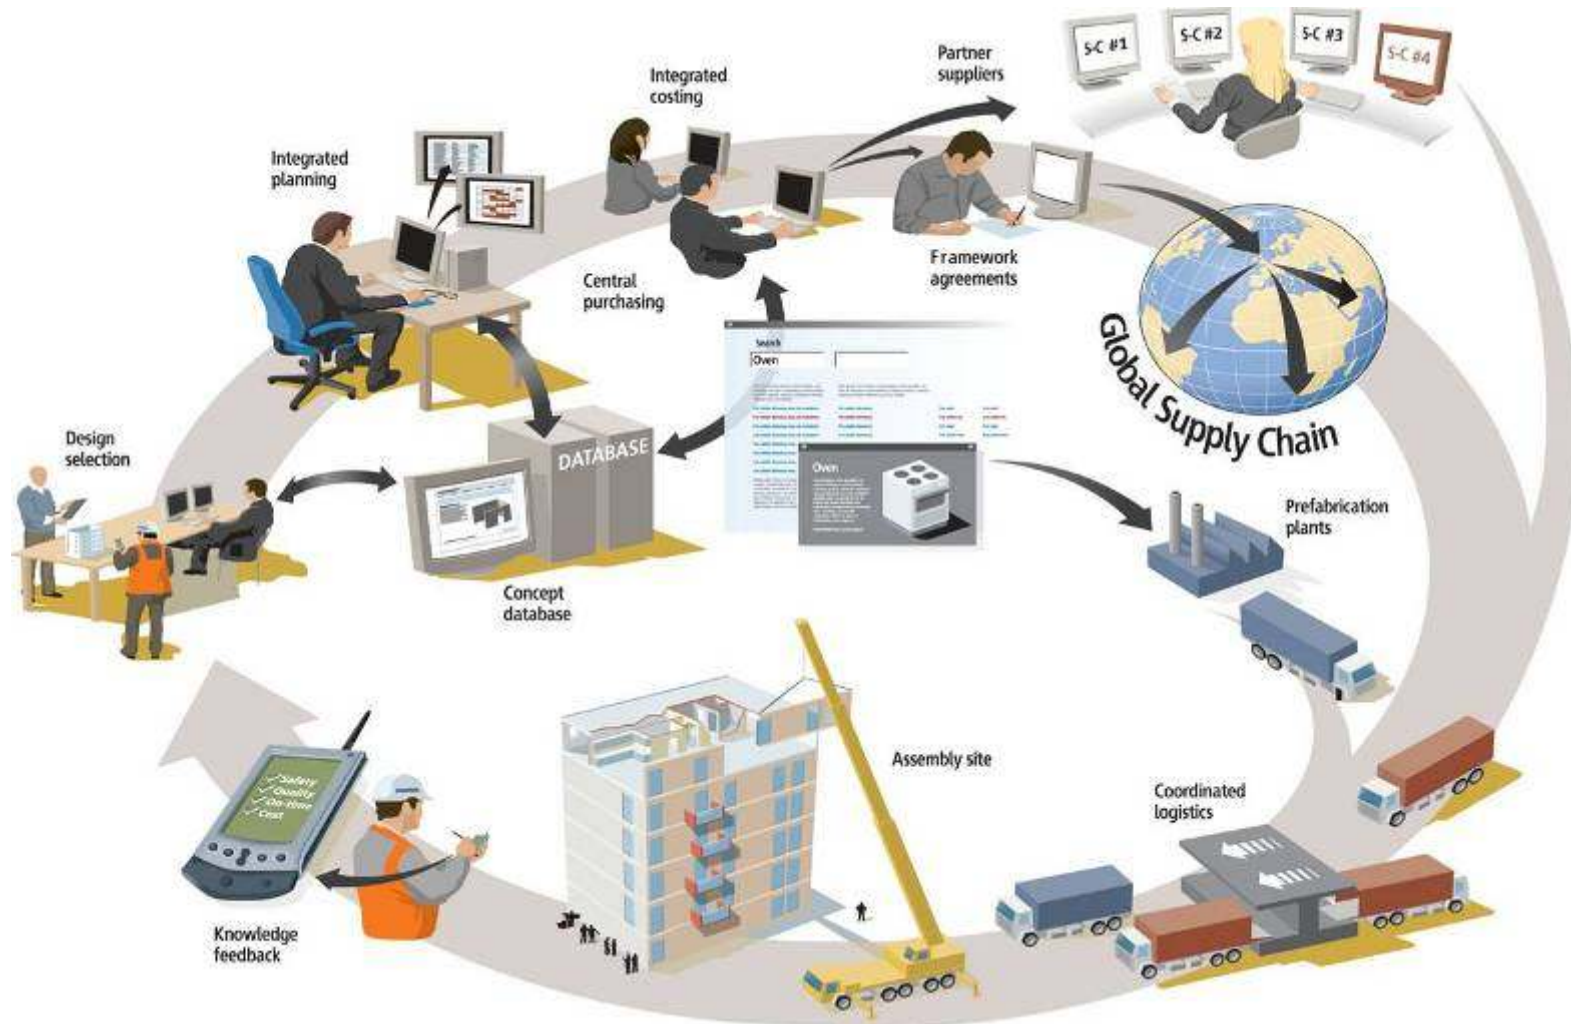 Partner
suppliers
S-C #1
S-C #2
S-C #3
S-C #4
Integrated
costing
Integrated
planning
Framework
agreements
Central
purchasing
Global Supply Chain
Search
Oven
Oven
Design
selection
DATABASE
Concept
database
Prefabrication
plants
Assembly site
Coordinated
logistics
✓Safety
✓Quality
✓On-time
✓Cost
Knowledge
feedback